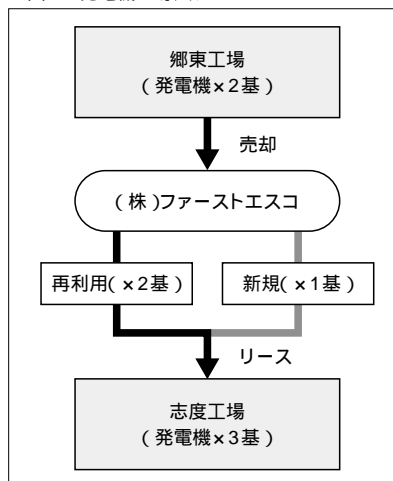 郷東工場
(発電機×2基)
売却
(株)ファーストエスコ
再利用(×2基)
新規(×1基)
リース
志度工場
(発電機×3基)